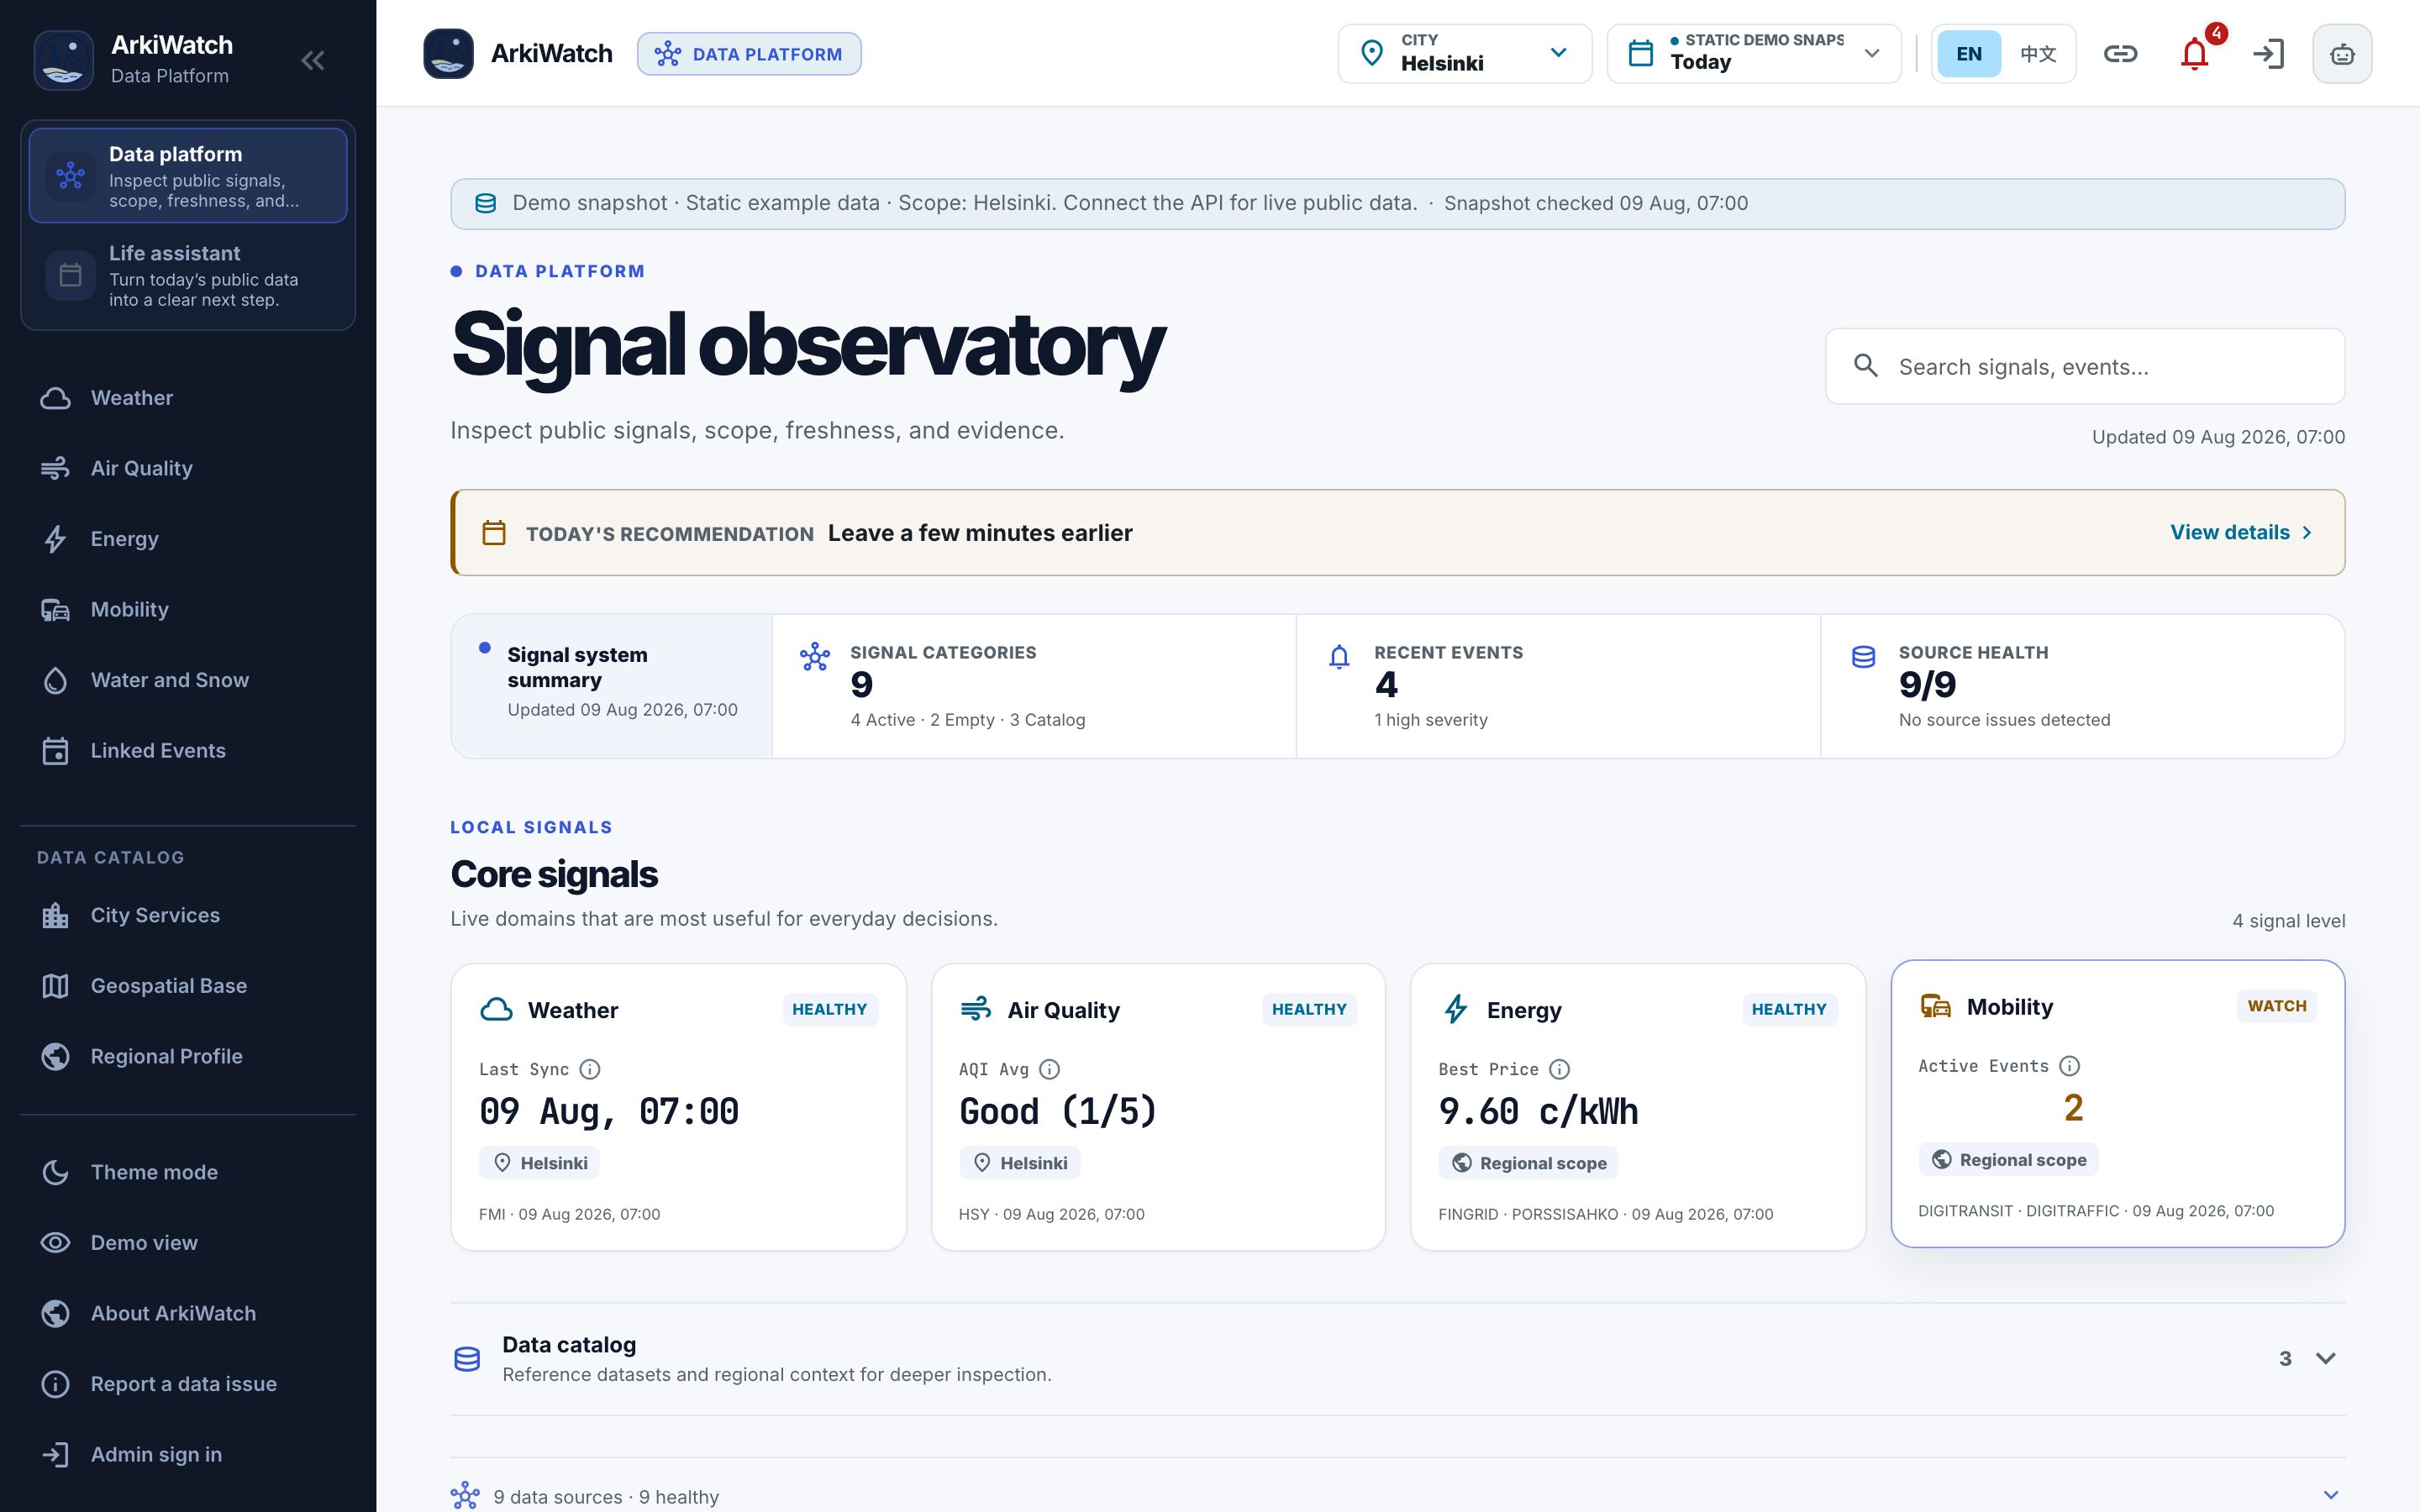 ArkiWatch
Data Platform
Data platform
Inspect public signals,
scope, freshness, and...
Life assistant
Turn today's public data
into a clear next step.
Weather
Air Quality
Energy
Mobility
Water and Snow
Linked Events
DATA CATALOG
City Services
Geospatial Base
Regional Profile
Theme mode
Demo view
About ArkiWatch
Report a data issue
Admin sign in
ArkiWatch
DATA PLATFORM
CITY
Helsinki
STATIC DEMO SNAPS
Today
EN
中文
4
Demo snapshot · Static example data · Scope: Helsinki. Connect the API for live public data. · Snapshot checked 09 Aug, 07:00
DATA PLATFORM
Signal observatory
Inspect public signals, scope, freshness, and evidence.
Search signals, events...
Updated 09 Aug 2026, 07:00
TODAY'S RECOMMENDATION Leave a few minutes earlier
View details
Signal system
summary
Updated 09 Aug 2026, 07:00
SIGNAL CATEGORIES
9
4 Active · 2 Empty · 3 Catalog
RECENT EVENTS
4
1 high severity
SOURCE HEALTH
9/9
No source issues detected
LOCAL SIGNALS
Core signals
Live domains that are most useful for everyday decisions.
4 signal level
Weather
HEALTHY
Last Sync
09 Aug, 07:00
Helsinki
FMI · 09 Aug 2026, 07:00
Air Quality
HEALTHY
AQI Avg
Good (1/5)
Helsinki
HSY · 09 Aug 2026, 07:00
Energy
HEALTHY
Best Price
9.60 c/kWh
Regional scope
FINGRID · PORSSISAHKO · 09 Aug 2026, 07:00
Mobility
WATCH
Active Events
2
Regional scope
DIGITRANSIT · DIGITRAFFIC · 09 Aug 2026, 07:00
Data catalog
Reference datasets and regional context for deeper inspection.
3
9 data sources · 9 healthy